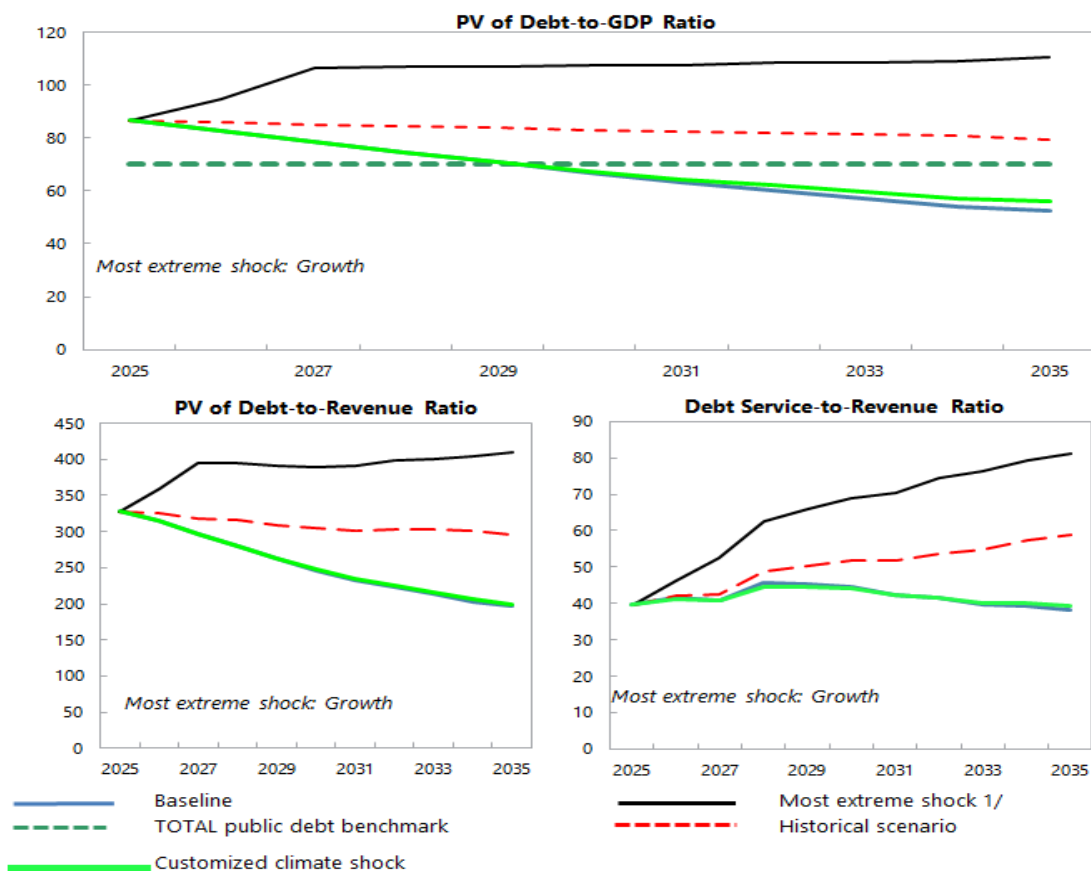 PV of Debt-to-GDP Ratio
120
100
80
60
40
20
0
Most extreme shock: Growth
2025 2027 2029 2031 2033 2035
PV of Debt-to-Revenue Ratio
450
400
350
300
250
200
150
100
50
0
Most extreme shock: Growth
2025 2027 2029 2031 2033 2035
Debt Service-to-Revenue Ratio
90
80
70
60
50
40
30
20
10
0
Most extreme shock: Growth
2025 2027 2029 2031 2033 2035
Baseline
TOTAL public debt benchmark
Customized climate shock
Most extreme shock 1/
Historical scenario